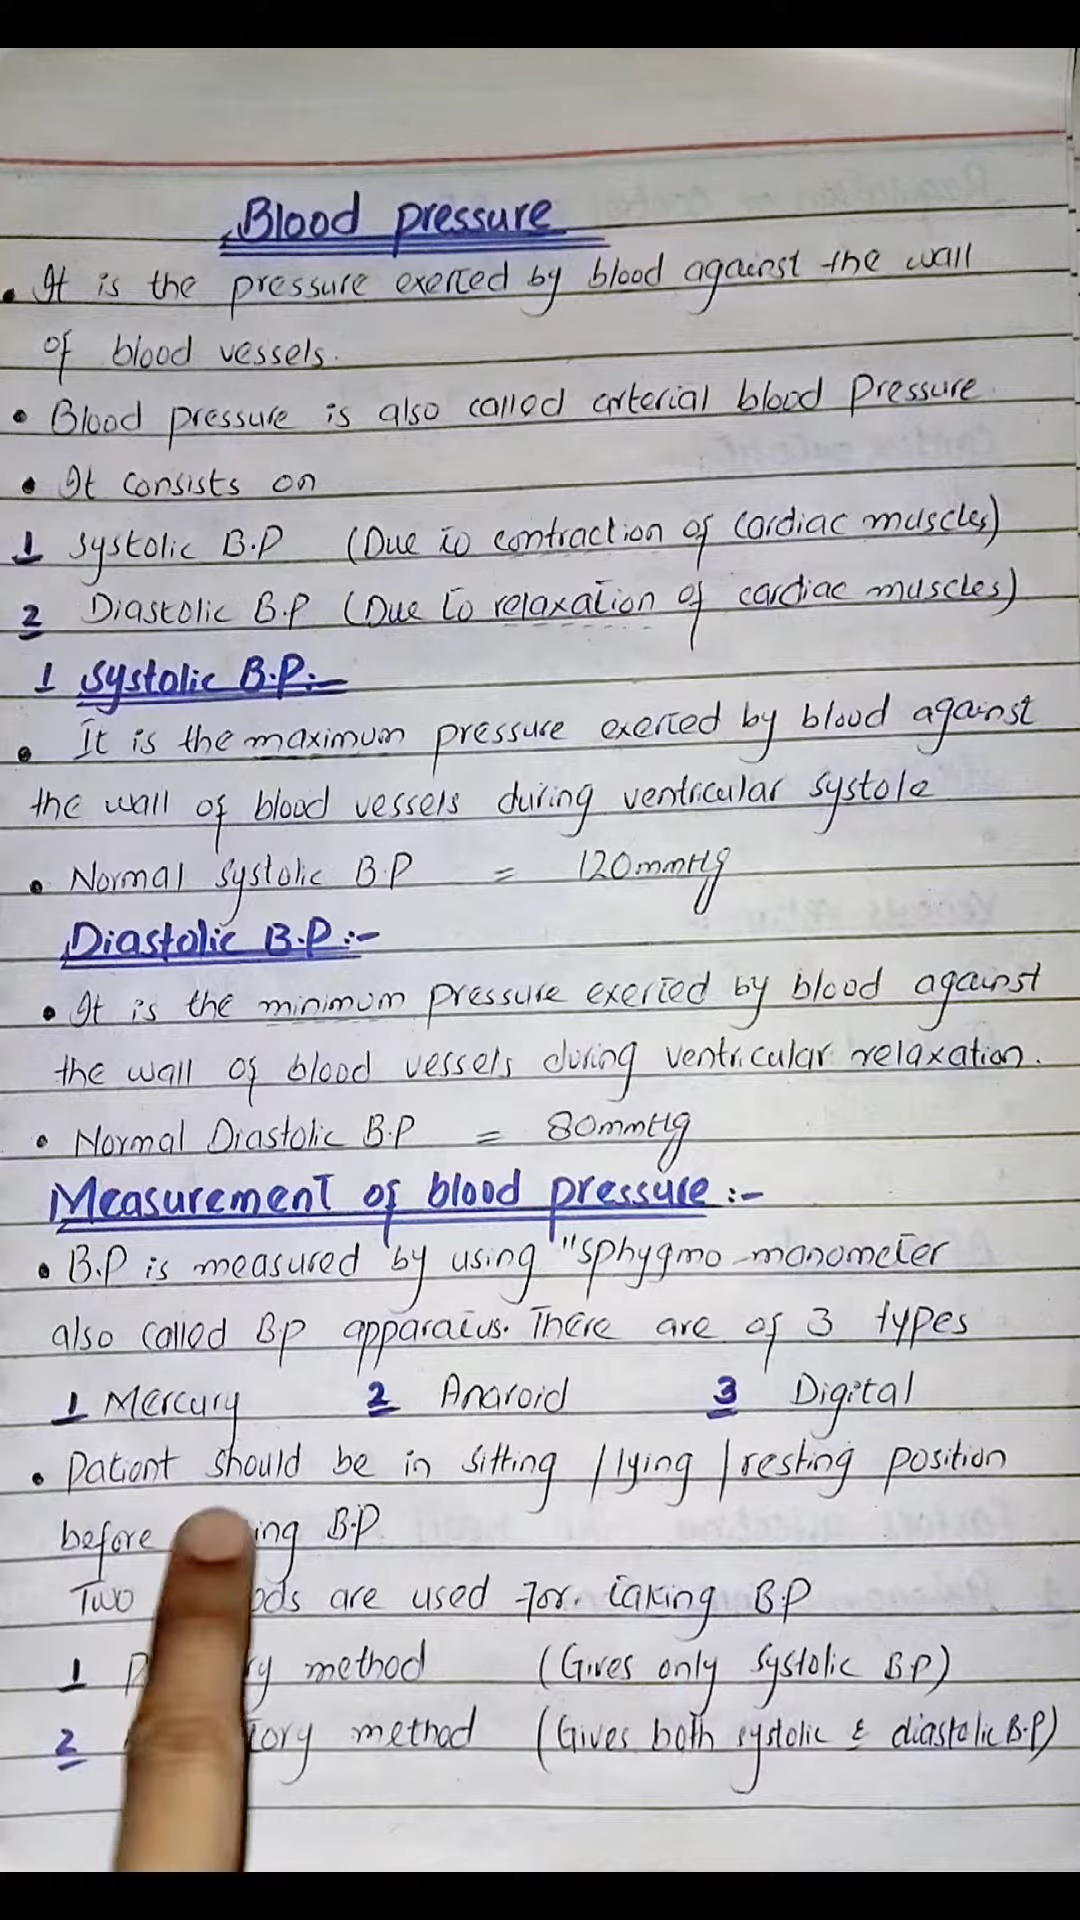 Blood pressure
• It is the pressure exerted by blood against the wall
of blood vessels.
• Blood pressure is also called arterial blood pressure
• It consists on
1 Systolic B.P (Due to contraction of cardiac muscles)
2 Diastolic B.P (Due to relaxation of cardiac muscles)
1 Systolic B.P:-
• It is the maximum pressure exerted by blood against
the wall of blood vessels during ventricular systole
• Normal Systolic B.P = 120mmHg
Diastolic B.P:-
• It is the minimum pressure exerted by blood against
the wall of blood vessels during ventricular relaxation.
• Normal Diastolic B.P = 80mmHg
Measurement of blood pressure:-
• B.P is measured by using "sphygmo-manometer
also called B.p apparatus. There are of 3 types
1 Mercury 2 Anaroid 3 Digital
• Patient should be in sitting / lying / resting position
before B.P
Two are used for taking B.P
1 method (Gives only systolic B.P)
2 method (Gives both systolic & diastolic B.P)